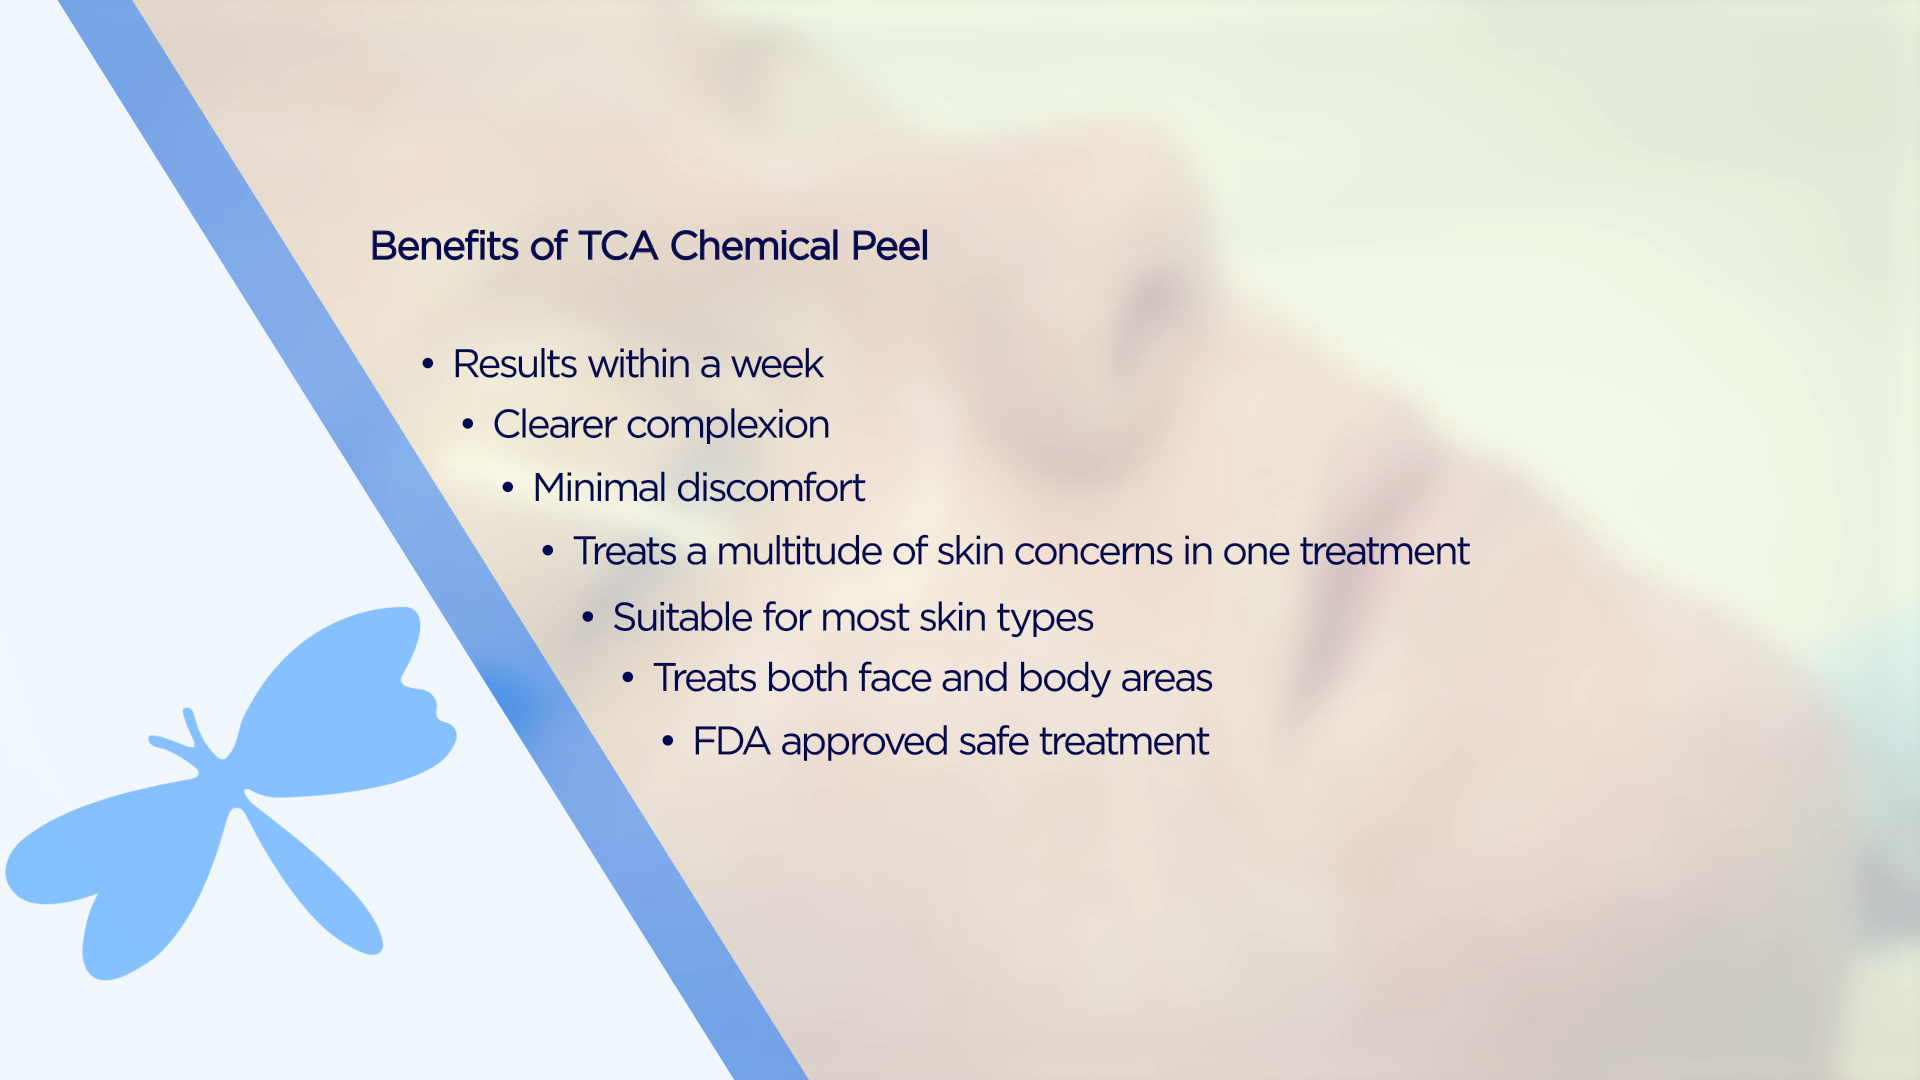 Benefits of TCA Chemical Peel
• Results within a week
• Clearer complexion
• Minimal discomfort
• Treats a multitude of skin concerns in one treatment
• Suitable for most skin types
• Treats both face and body areas
• FDA approved safe treatment